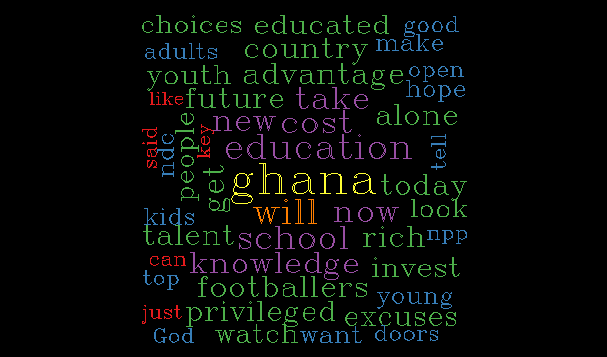 choices educated good
adults country make
youth advantage open
hope
like future take
alone
new cost
said ndc people key education tell
get ghana today
kids will now look
talent school rich npp
can knowledge invest
top footballers young
just privileged excuses
God watch want doors